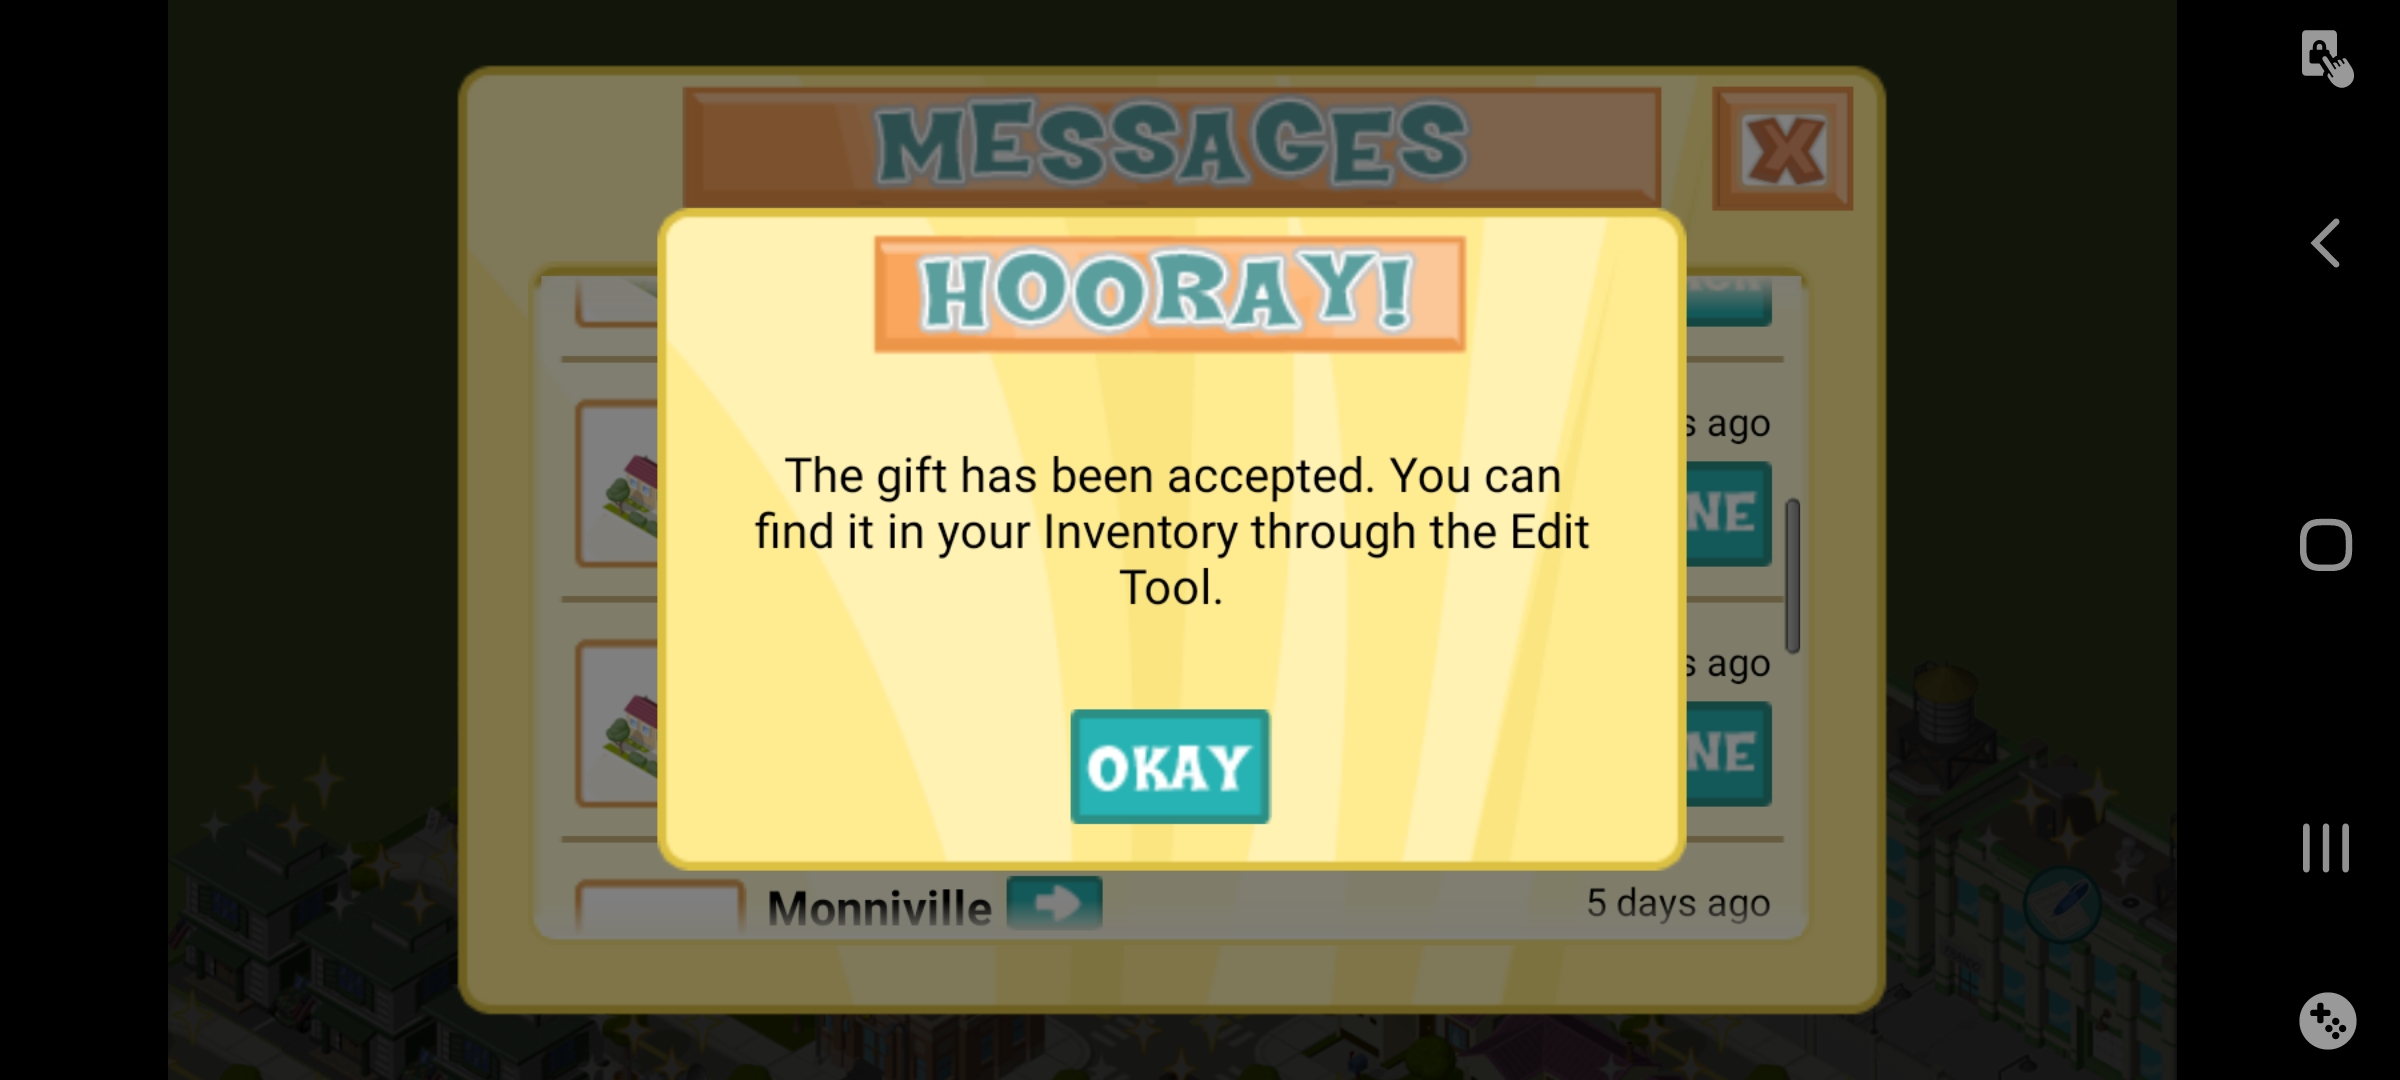 MESSAGES
X
HOORAY!
The gift has been accepted. You can
find it in your Inventory through the Edit
Tool.
OKAY
ago
NE
ago
NE
Monniville
5 days ago